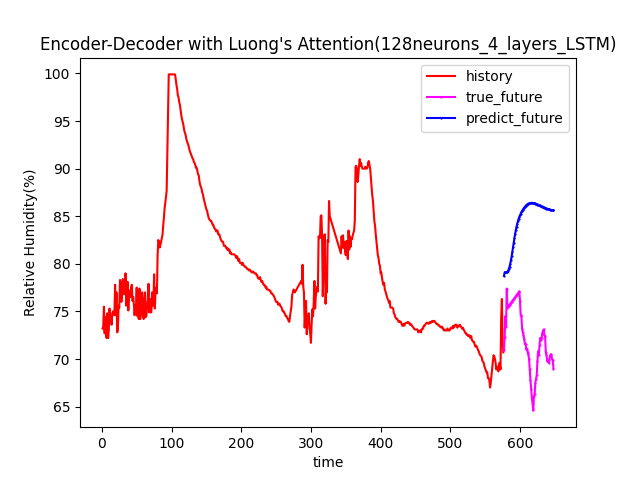 Encoder-Decoder with Luong's Attention(128neurons_4_layers_LSTM)
history
true_future
predict_future
Relative Humidity(%)
100
95
90
85
80
75
70
65
0 100 200 300 400 500 600
time